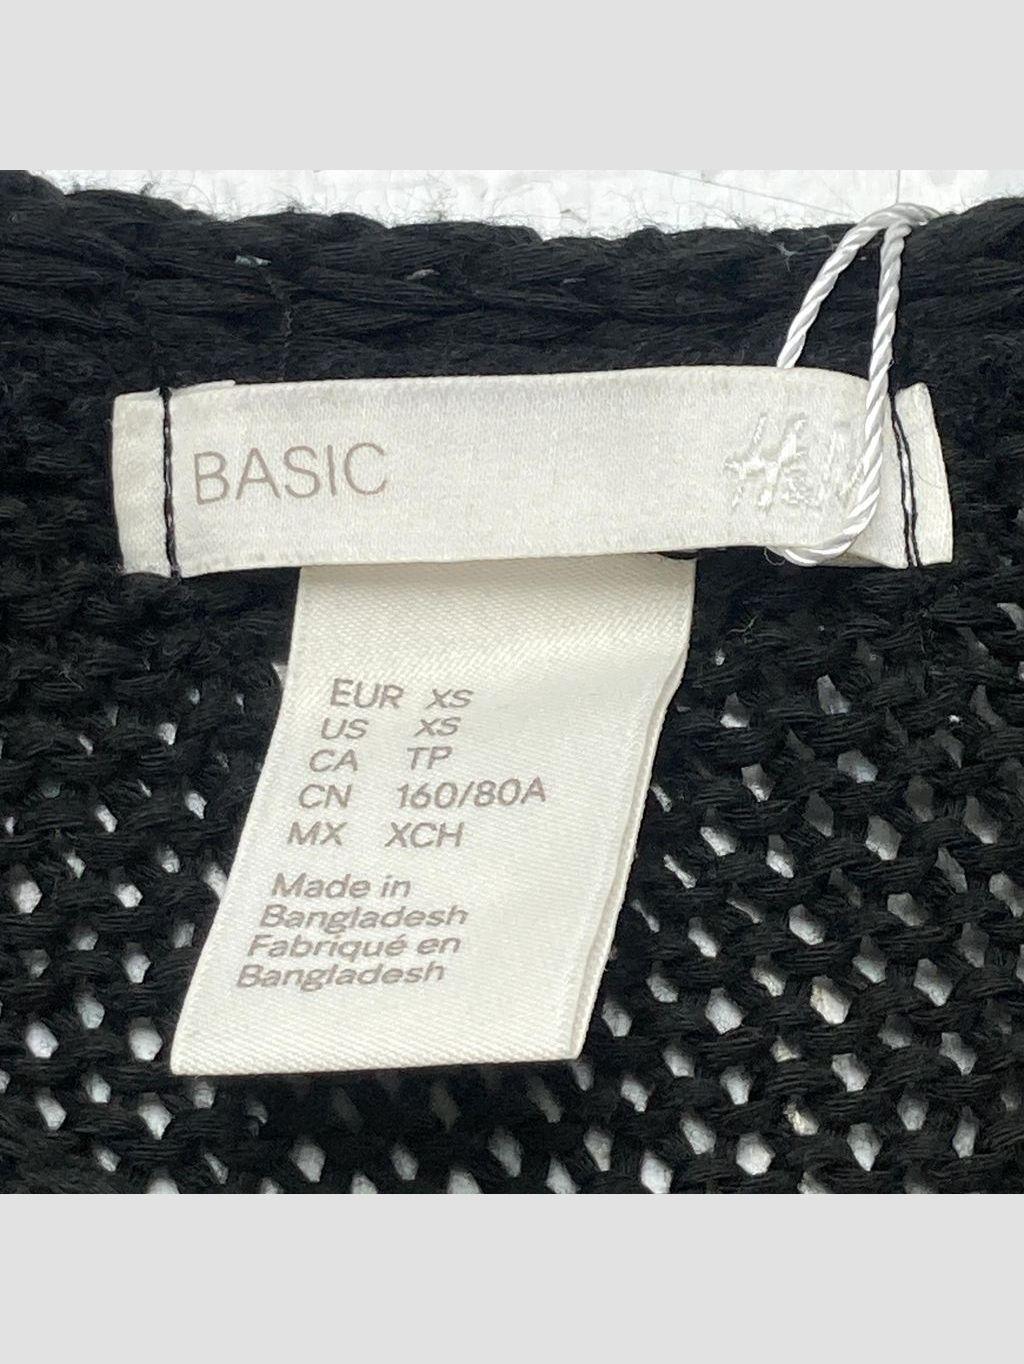 BASIC H&M
EUR XS
US XS
CA TP
CN 160/80A
MX XCH
Made in
Bangladesh
Fabriqué en
Bangladesh